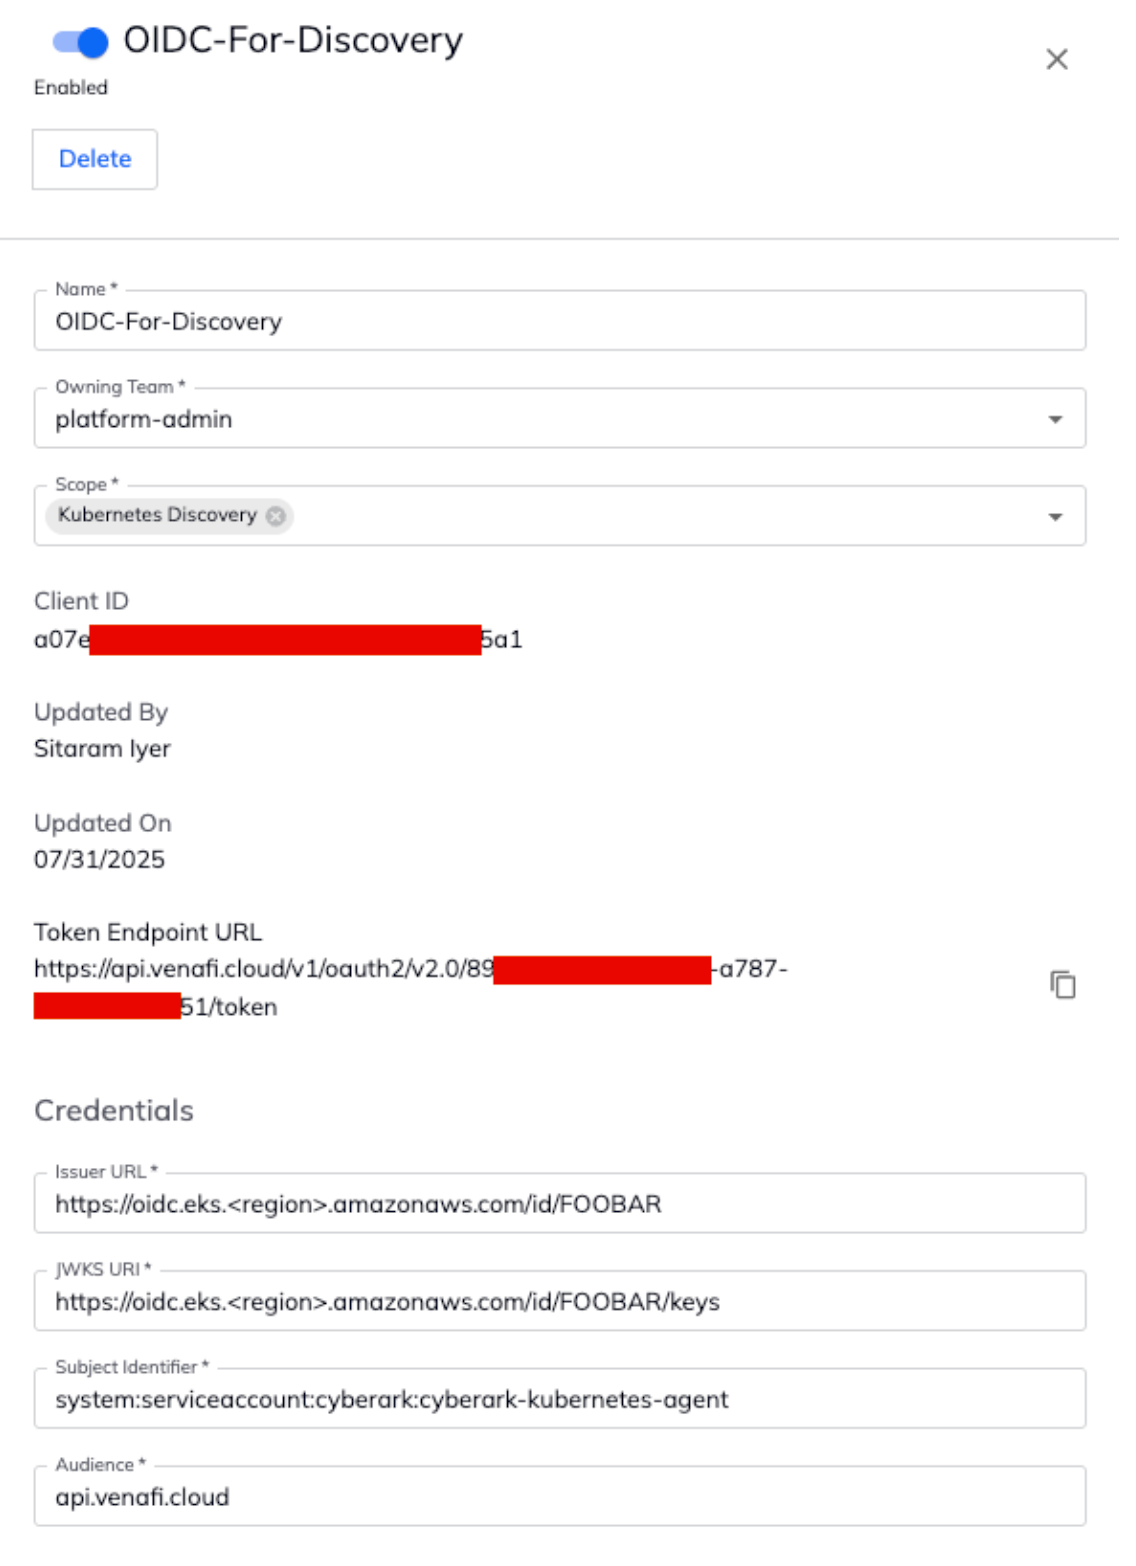 OIDC-For-Discovery
Enabled
Delete
Name *
OIDC-For-Discovery
Owning Team *
platform-admin
Scope *
Kubernetes Discovery
Client ID
a07e 5a1
Updated By
Sitaram Iyer
Updated On
07/31/2025
Token Endpoint URL
https://api.venafi.cloud/v1/oauth2/v2.0/89 -a787-
51/token
Credentials
Issuer URL *
https://oidc.eks.<region>.amazonaws.com/id/FOOBAR
JWKS URI *
https://oidc.eks.<region>.amazonaws.com/id/FOOBAR/keys
Subject Identifier *
system:serviceaccount:cyberark:cyberark-kubernetes-agent
Audience *
api.venafi.cloud